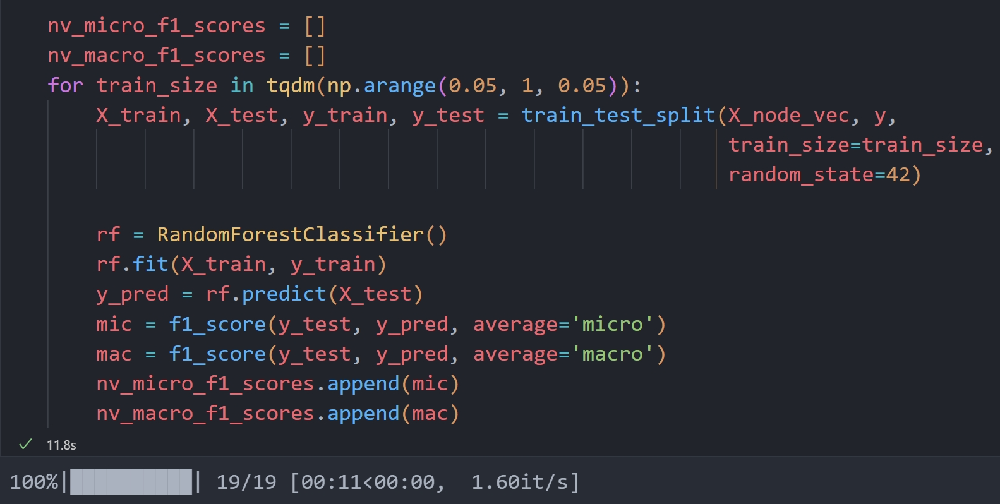 nv_micro_f1_scores = []
nv_macro_f1_scores = []
for train_size in tqdm(np.arange(0.05, 1, 0.05)):
    X_train, X_test, y_train, y_test = train_test_split(X_node_vec, y,
                                                        train_size=train_size,
                                                        random_state=42)
    rf = RandomForestClassifier()
    rf.fit(X_train, y_train)
    y_pred = rf.predict(X_test)
    mic = f1_score(y_test, y_pred, average='micro')
    mac = f1_score(y_test, y_pred, average='macro')
    nv_micro_f1_scores.append(mic)
    nv_macro_f1_scores.append(mac)
11.8s
100%|██████████| 19/19 [00:11<00:00,  1.60it/s]